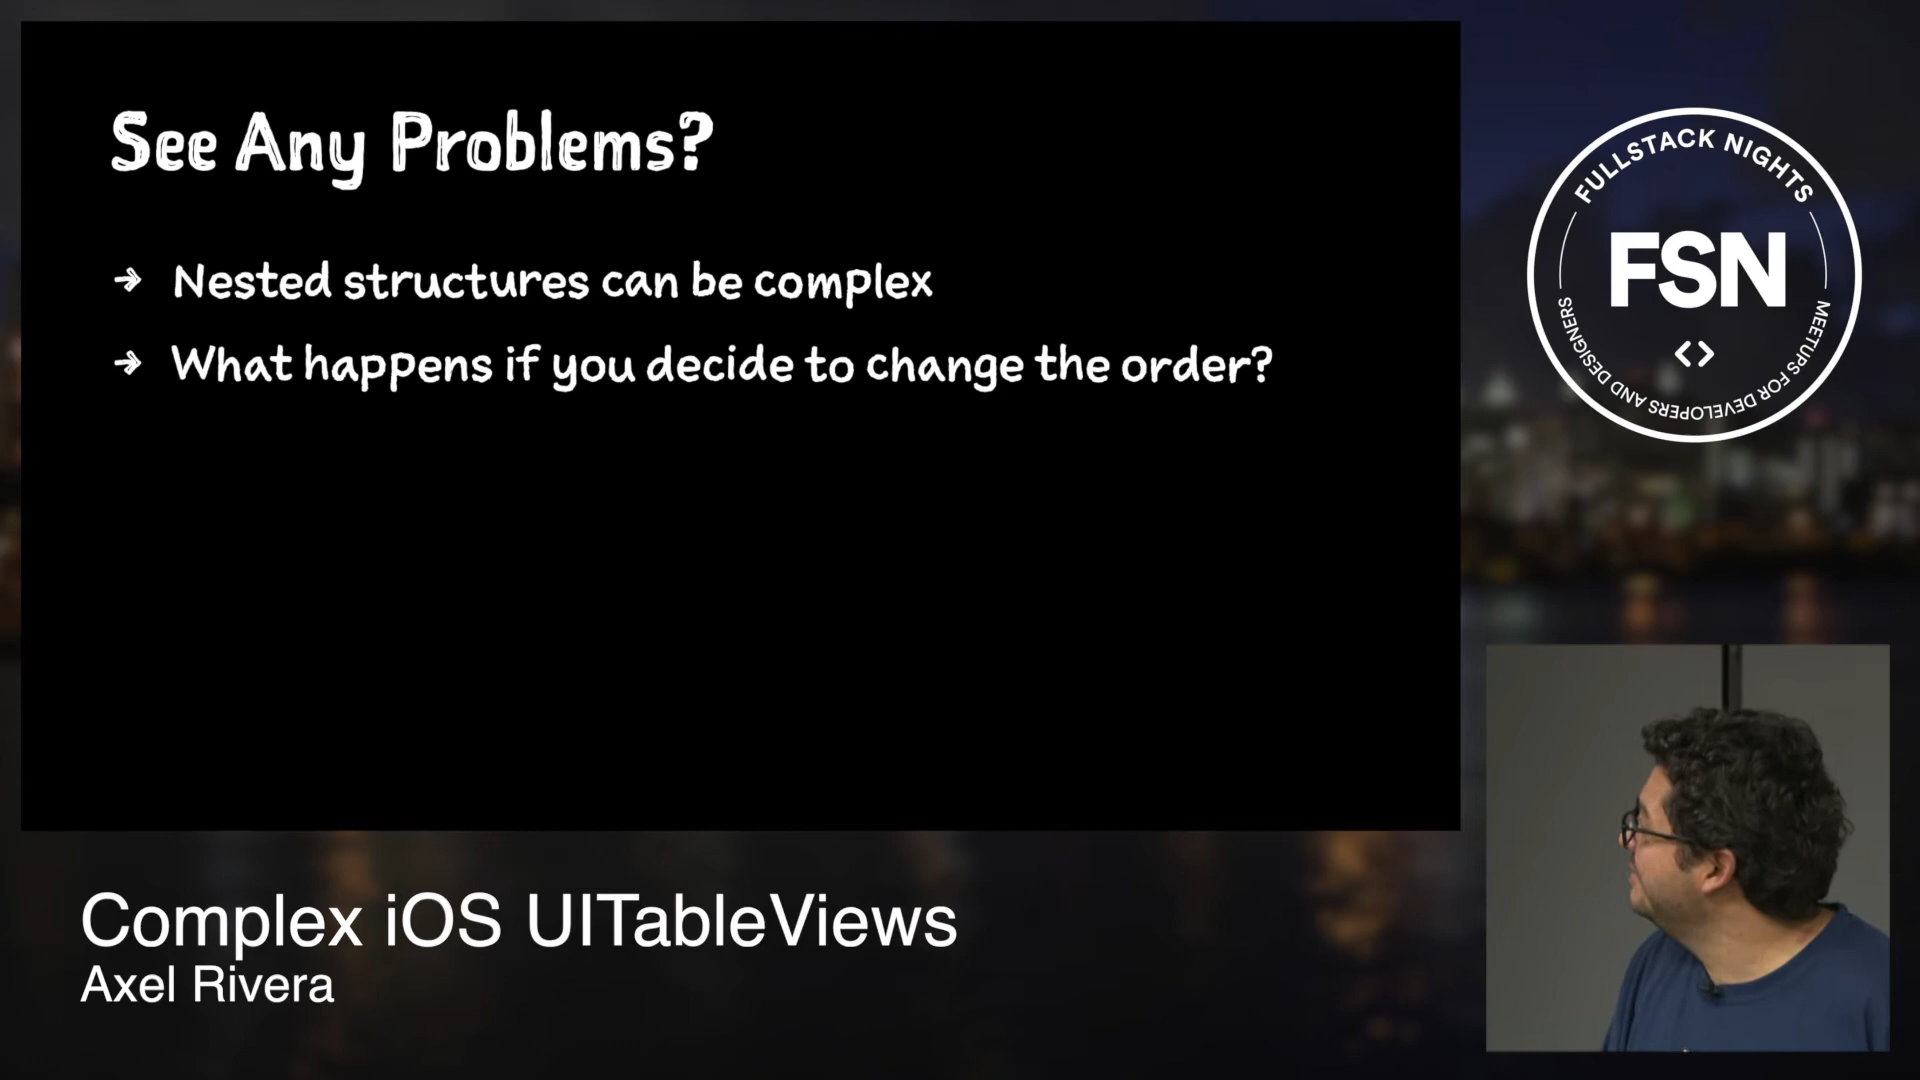 See Any Problems?
→ Nested structures can be complex
→ What happens if you decide to change the order?
FULLSTACK NIGHTS
FSN
<>
MEETUPS FOR DEVELOPERS AND DESIGNERS
Complex iOS UITableViews
Axel Rivera